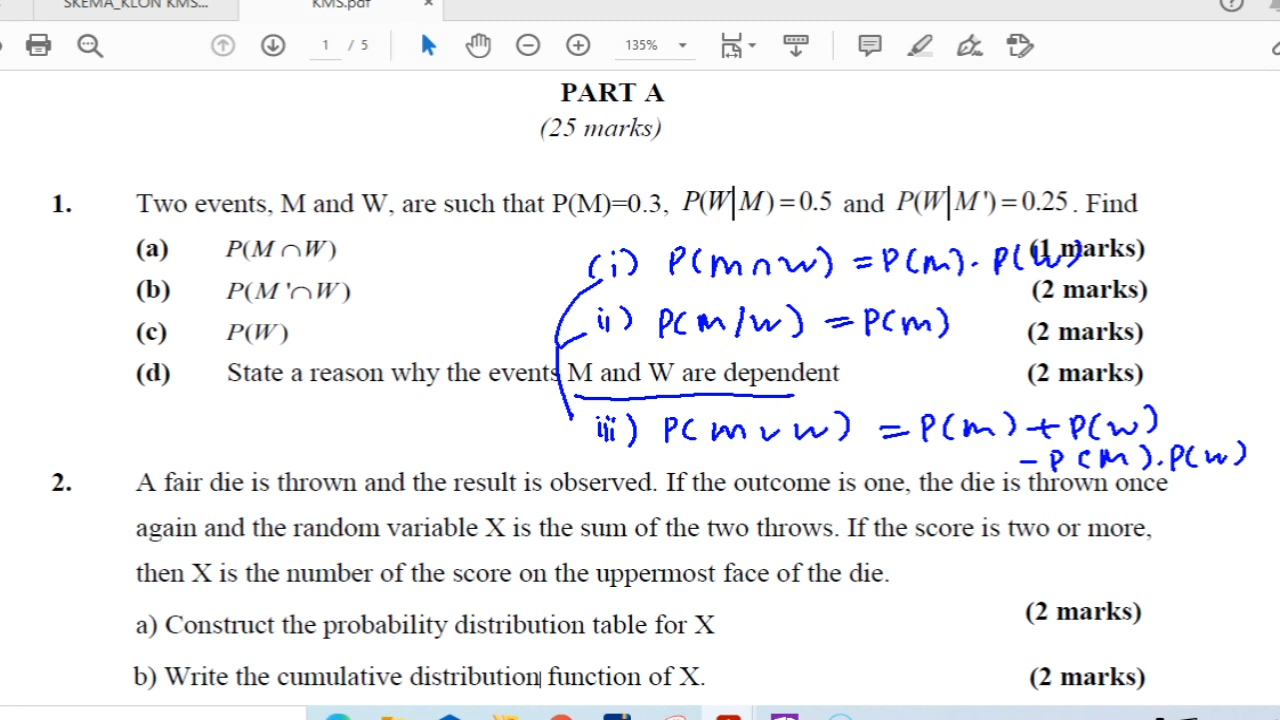 SKEMA_KLON KMS...
KMS.pdf
1 / 5
135%
PART A
(25 marks)
1. Two events, M and W, are such that P(M)=0.3, P(W|M)=0.5 and P(W|M')=0.25. Find
(a) P(M∩W) (1 marks)
(i) P(m∩w) = P(m). P(w)
(b) P(M'∩W) (2 marks)
ii) P(m/w) = P(m)
(c) P(W) (2 marks)
(d) State a reason why the events M and W are dependent (2 marks)
iii) P(m∪w) = P(m) + P(w)
- P(m).P(w)
2. A fair die is thrown and the result is observed. If the outcome is one, the die is thrown once
again and the random variable X is the sum of the two throws. If the score is two or more,
then X is the number of the score on the uppermost face of the die.
a) Construct the probability distribution table for X (2 marks)
b) Write the cumulative distribution function of X. (2 marks)